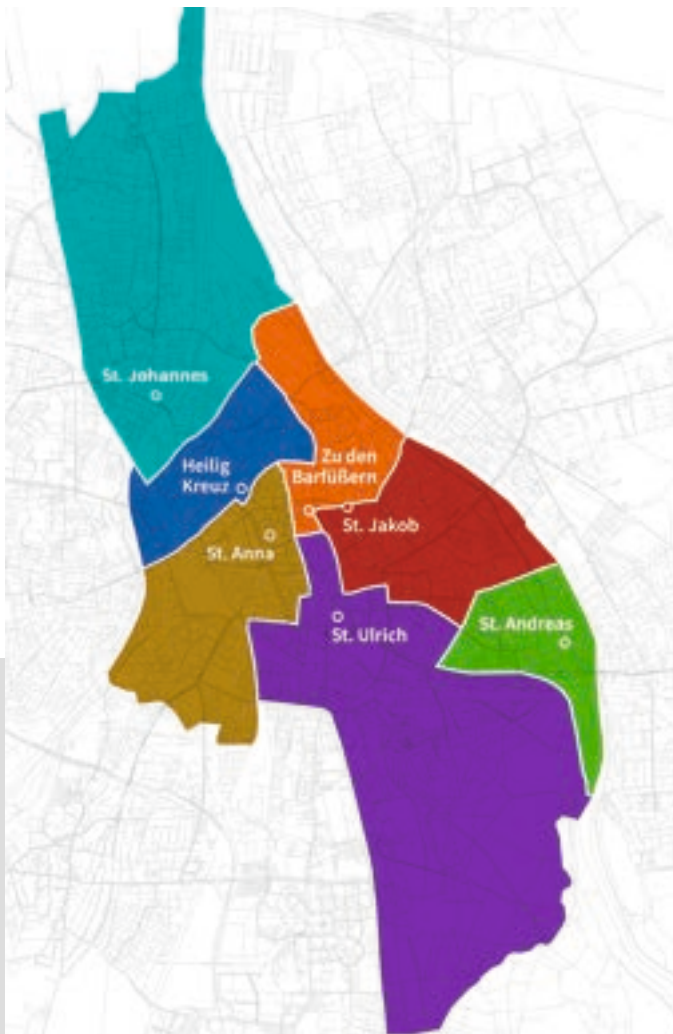 St. Johannes
Heilig
Kreuz
Zu den
Barfüßern
St. Jakob
St. Anna
St. Ulrich
St. Andreas